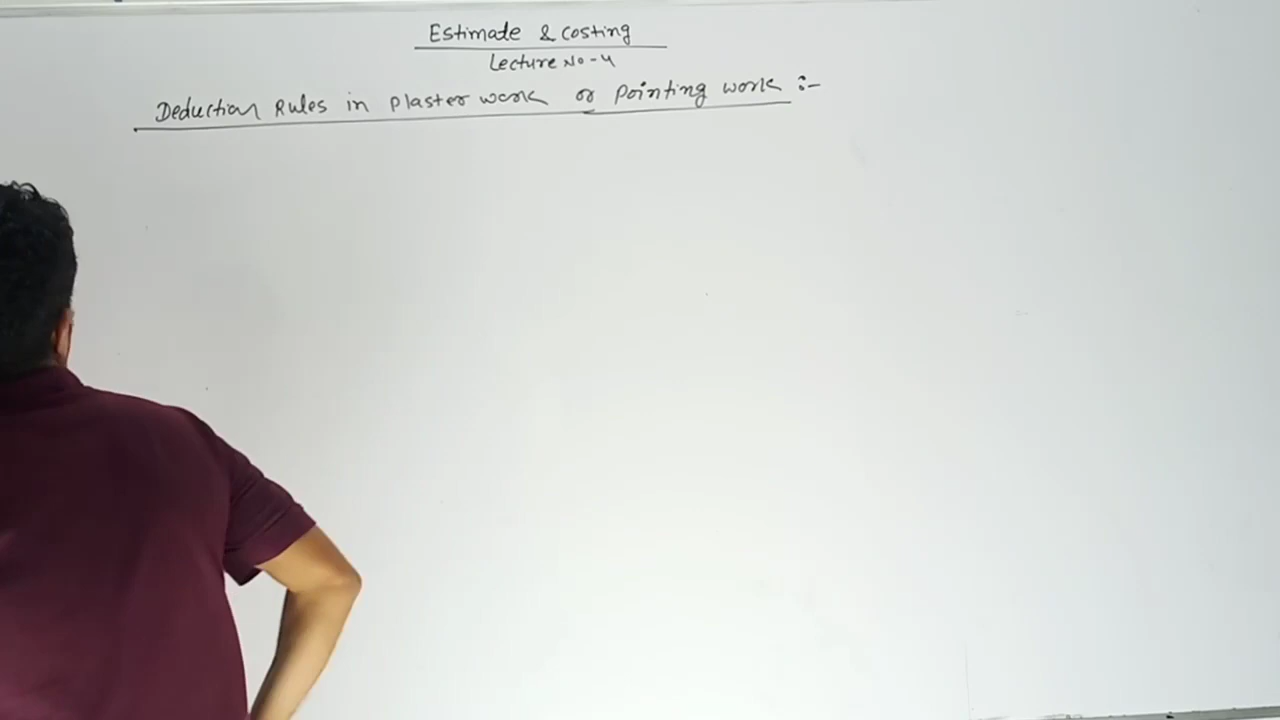 Estimate & Costing
Lecture No-4
Deduction Rules in Plaster work or Pointing work :-